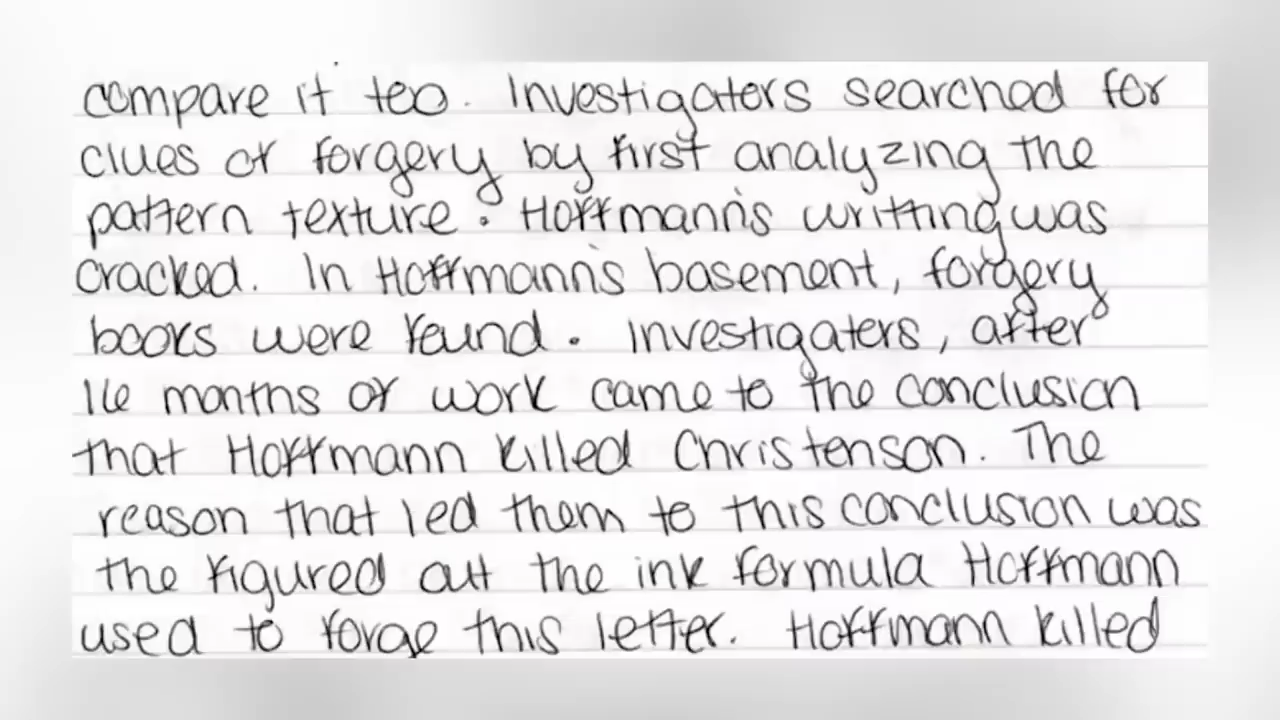 compare it too. Investigators searched for
clues of forgery by first analyzing the
pattern texture. Hoffmann's writting was
cracked. In Hoffmann's basement, forgery
books were found. Investigaters, after
16 months of work came to the conclusion
that Hoffmann killed Christenson. The
reason that led them to this conclusion was
the figured out the ink formula Hoffmann
used to forge this letter. Hoffmann killed